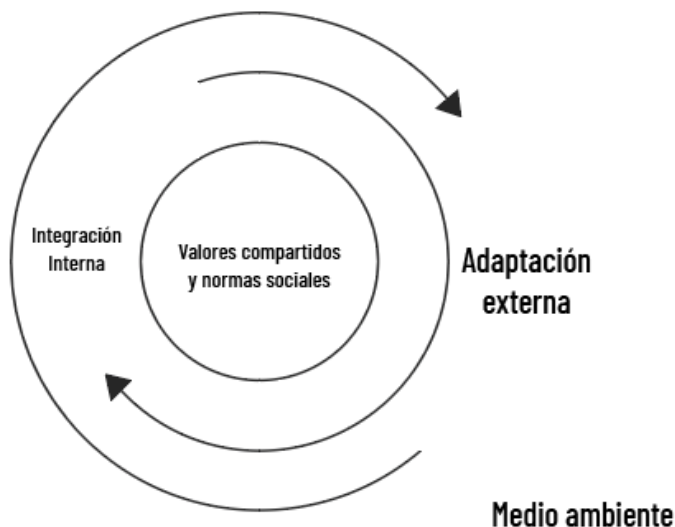 Integración
Interna
Valores compartidos
y normas sociales
Adaptación
externa
Medio ambiente